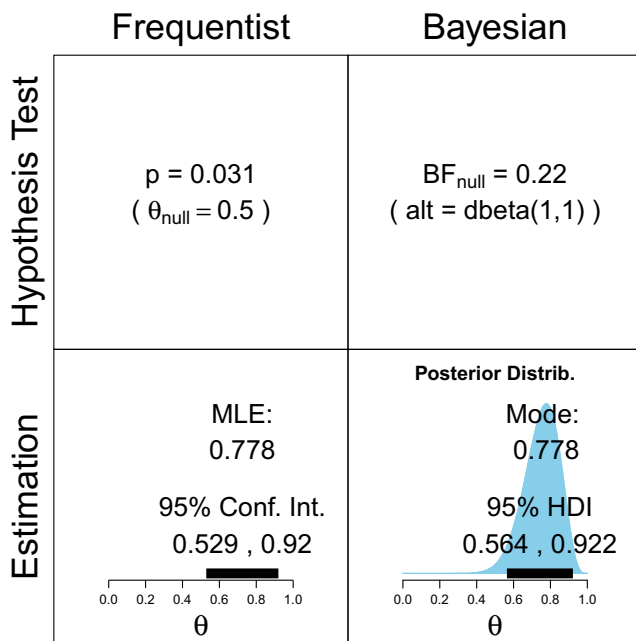 Frequentist
Bayesian
Hypothesis Test
p = 0.031
( θnull = 0.5 )
BFnull = 0.22
( alt = dbeta(1,1) )
Estimation
MLE:
0.778
95% Conf. Int.
0.529 , 0.92
0.0 0.2 0.4 0.6 0.8 1.0
θ
Posterior Distrib.
Mode:
0.778
95% HDI
0.564 , 0.922
0.0 0.2 0.4 0.6 0.8 1.0
θ